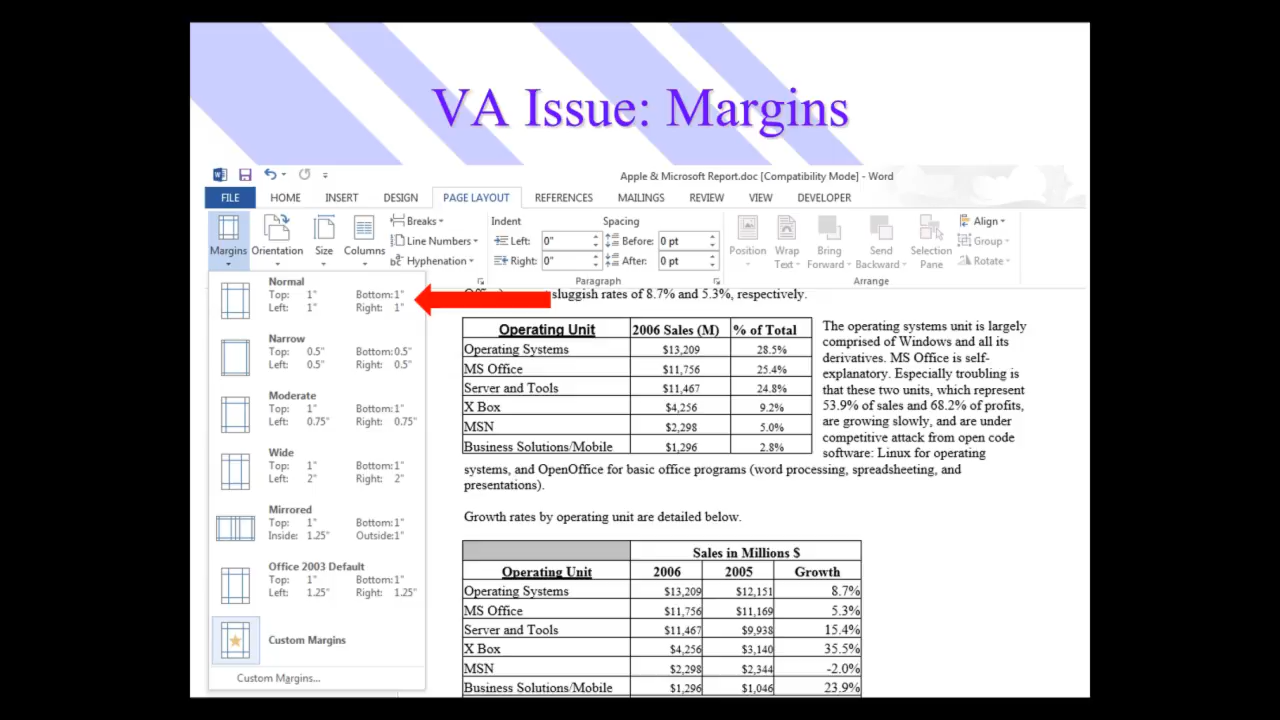 VA Issue: Margins
Apple & Microsoft Report.doc [Compatibility Mode] - Word
FILE HOME INSERT DESIGN PAGE LAYOUT REFERENCES MAILINGS REVIEW VIEW DEVELOPER
Margins
Orientation
Size
Columns
Breaks
Line Numbers
Hyphenation
Indent
Left: 0"
Right: 0"
Spacing
Before: 0 pt
After: 0 pt
Paragraph
Position
Wrap
Text
Bring
Forward
Send
Backward
Selection
Pane
Align
Group
Rotate
Arrange
Normal
Top: 1" Bottom: 1"
Left: 1" Right: 1"
Narrow
Top: 0.5" Bottom: 0.5"
Left: 0.5" Right: 0.5"
Moderate
Top: 1" Bottom: 1"
Left: 0.75" Right: 0.75"
Wide
Top: 1" Bottom: 1"
Left: 2" Right: 2"
Mirrored
Top: 1" Bottom: 1"
Inside: 1.25" Outside: 1"
Office 2003 Default
Top: 1" Bottom: 1"
Left: 1.25" Right: 1.25"
Custom Margins
Custom Margins...
sluggish rates of 8.7% and 5.3%, respectively.
Operating Unit 2006 Sales (M) % of Total
Operating Systems $13,209 28.5%
MS Office $11,756 25.4%
Server and Tools $11,467 24.8%
X Box $4,256 9.2%
MSN $2,298 5.0%
Business Solutions/Mobile $1,296 2.8%
The operating systems unit is largely
comprised of Windows and all its
derivatives. MS Office is self-
explanatory. Especially troubling is
that these two units, which represent
53.9% of sales and 68.2% of profits,
are growing slowly, and are under
competitive attack from open code
software: Linux for operating
systems, and OpenOffice for basic office programs (word processing, spreadsheeting, and
presentations).
Growth rates by operating unit are detailed below.
Sales in Millions $
Operating Unit 2006 2005 Growth
Operating Systems $13,209 $12,151 8.7%
MS Office $11,756 $11,169 5.3%
Server and Tools $11,467 $9,938 15.4%
X Box $4,256 $3,140 35.5%
MSN $2,298 $2,344 -2.0%
Business Solutions/Mobile $1,296 $1,046 23.9%